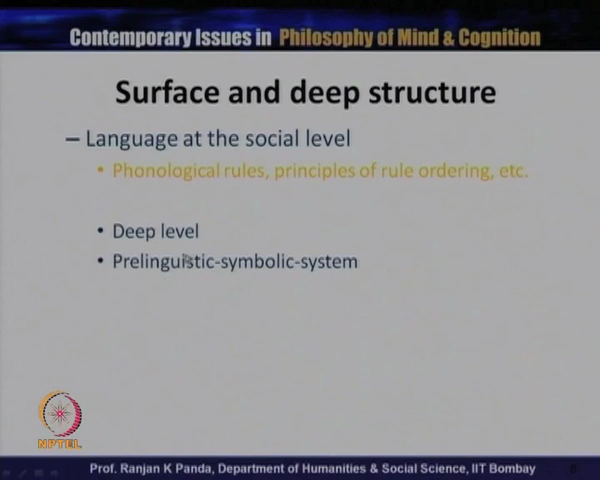 Contemporary Issues in Philosophy of Mind & Cognition
Surface and deep structure
– Language at the social level
• Phonological rules, principles of rule ordering, etc.
• Deep level
• Prelinguistic-symbolic-system
NPTEL
Prof. Ranjan K Panda, Department of Humanities & Social Science, IIT Bombay